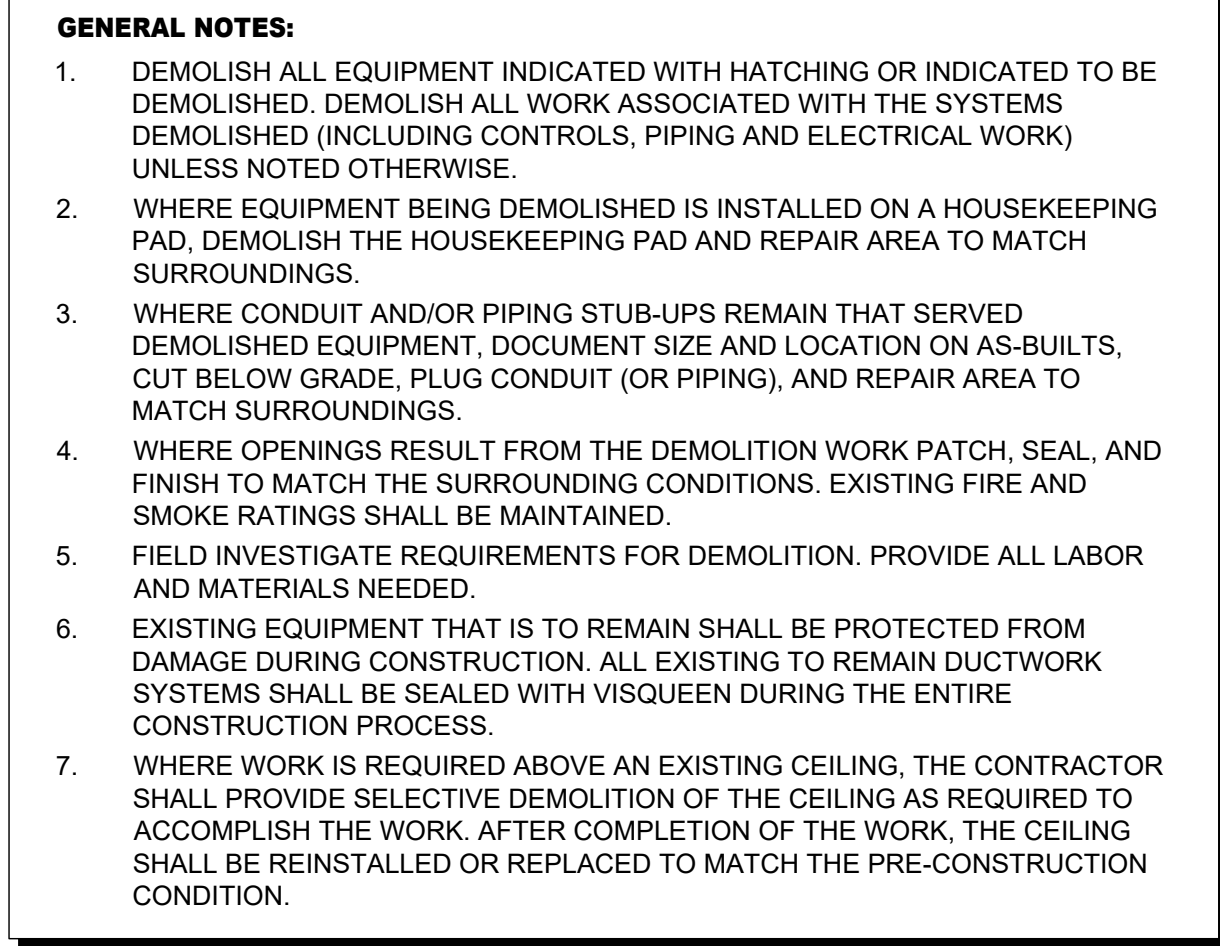 GENERAL NOTES:
1. DEMOLISH ALL EQUIPMENT INDICATED WITH HATCHING OR INDICATED TO BE
DEMOLISHED. DEMOLISH ALL WORK ASSOCIATED WITH THE SYSTEMS
DEMOLISHED (INCLUDING CONTROLS, PIPING AND ELECTRICAL WORK)
UNLESS NOTED OTHERWISE.
2. WHERE EQUIPMENT BEING DEMOLISHED IS INSTALLED ON A HOUSEKEEPING
PAD, DEMOLISH THE HOUSEKEEPING PAD AND REPAIR AREA TO MATCH
SURROUNDINGS.
3. WHERE CONDUIT AND/OR PIPING STUB-UPS REMAIN THAT SERVED
DEMOLISHED EQUIPMENT, DOCUMENT SIZE AND LOCATION ON AS-BUILTS,
CUT BELOW GRADE, PLUG CONDUIT (OR PIPING), AND REPAIR AREA TO
MATCH SURROUNDINGS.
4. WHERE OPENINGS RESULT FROM THE DEMOLITION WORK PATCH, SEAL, AND
FINISH TO MATCH THE SURROUNDING CONDITIONS. EXISTING FIRE AND
SMOKE RATINGS SHALL BE MAINTAINED.
5. FIELD INVESTIGATE REQUIREMENTS FOR DEMOLITION. PROVIDE ALL LABOR
AND MATERIALS NEEDED.
6. EXISTING EQUIPMENT THAT IS TO REMAIN SHALL BE PROTECTED FROM
DAMAGE DURING CONSTRUCTION. ALL EXISTING TO REMAIN DUCTWORK
SYSTEMS SHALL BE SEALED WITH VISQUEEN DURING THE ENTIRE
CONSTRUCTION PROCESS.
7. WHERE WORK IS REQUIRED ABOVE AN EXISTING CEILING, THE CONTRACTOR
SHALL PROVIDE SELECTIVE DEMOLITION OF THE CEILING AS REQUIRED TO
ACCOMPLISH THE WORK. AFTER COMPLETION OF THE WORK, THE CEILING
SHALL BE REINSTALLED OR REPLACED TO MATCH THE PRE-CONSTRUCTION
CONDITION.